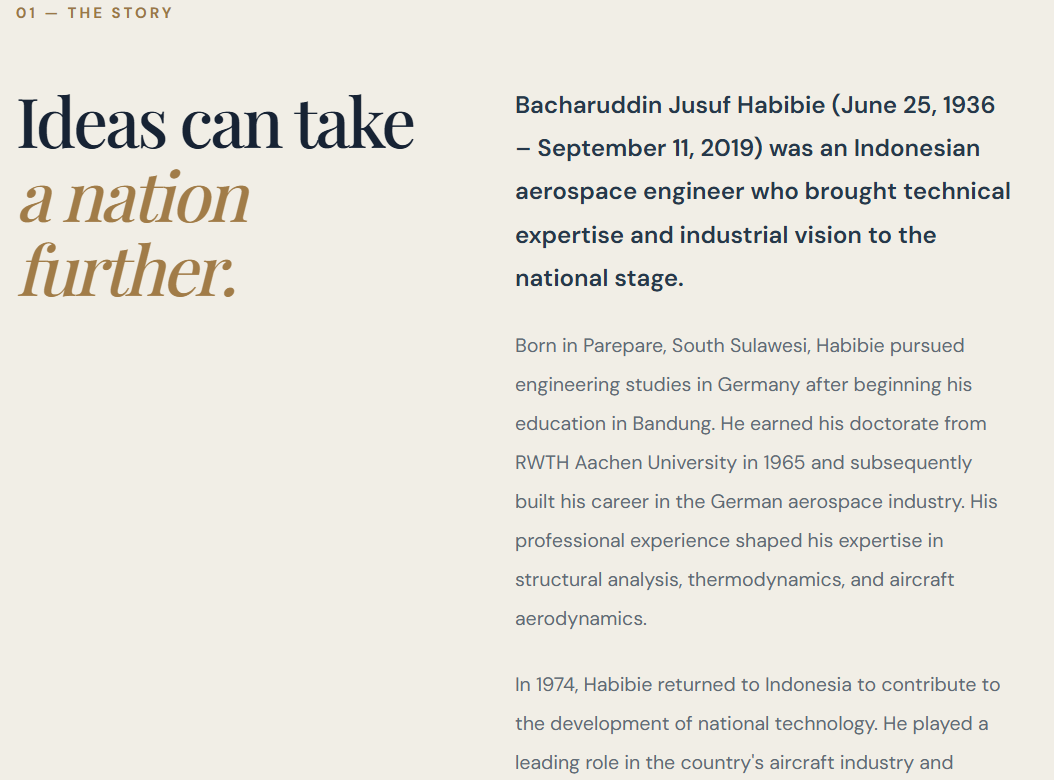 01 — THE STORY
Ideas can take
a nation
further.
Bacharuddin Jusuf Habibie (June 25, 1936
– September 11, 2019) was an Indonesian
aerospace engineer who brought technical
expertise and industrial vision to the
national stage.
Born in Parepare, South Sulawesi, Habibie pursued
engineering studies in Germany after beginning his
education in Bandung. He earned his doctorate from
RWTH Aachen University in 1965 and subsequently
built his career in the German aerospace industry. His
professional experience shaped his expertise in
structural analysis, thermodynamics, and aircraft
aerodynamics.
In 1974, Habibie returned to Indonesia to contribute to
the development of national technology. He played a
leading role in the country's aircraft industry and